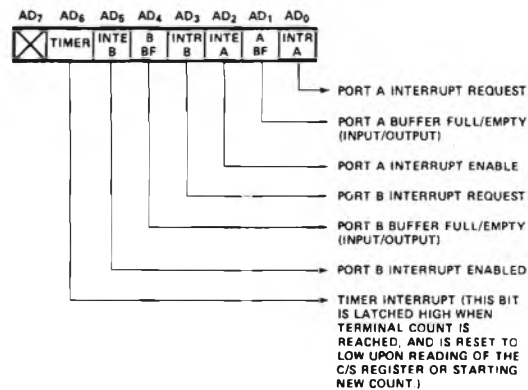 AD7 AD6 AD5 AD4 AD3 AD2 AD1 AD0
TIMER INTE B B BF INTR B INTE A A BF INTR A
PORT A INTERRUPT REQUEST
PORT A BUFFER FULL/EMPTY
(INPUT/OUTPUT)
PORT A INTERRUPT ENABLE
PORT B INTERRUPT REQUEST
PORT B BUFFER FULL/EMPTY
(INPUT/OUTPUT)
PORT B INTERRUPT ENABLED
TIMER INTERRUPT (THIS BIT
IS LATCHED HIGH WHEN
TERMINAL COUNT IS
REACHED, AND IS RESET TO
LOW UPON READING OF THE
C/S REGISTER OR STARTING
NEW COUNT.)